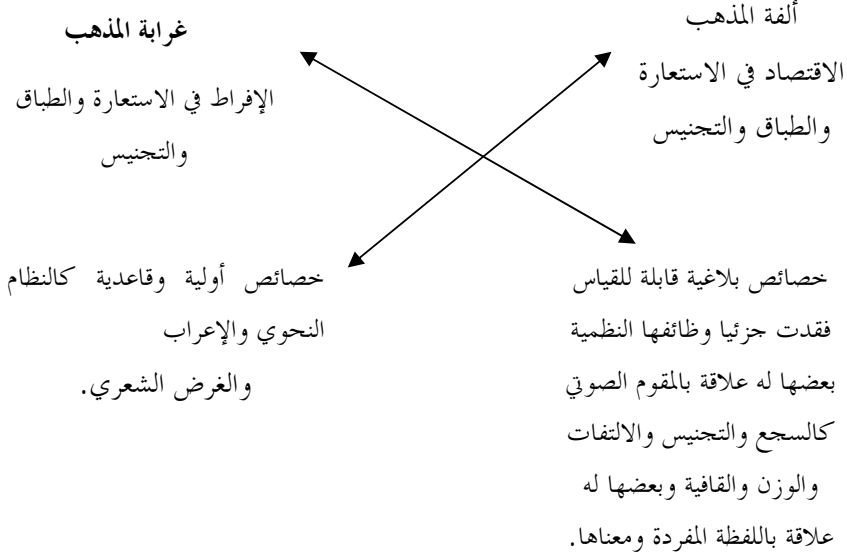 ألفة المذهب
الاقتصاد في الاستعارة
والطباق والتجنيس
غرابة المذهب
الإفراط في الاستعارة والطباق
والتجنيس
خصائص بلاغية قابلة للقياس
فقدت جزئيا وظائفها النظمية
بعضها له علاقة بالمقوم الصوتي
كالسجع والتجنيس والالتفات
والوزن والقافية وبعضها له
علاقة باللفظة المفردة ومعناها.
خصائص أولية وقاعدية كالنظام
النحوي والإعراب
والغرض الشعري.